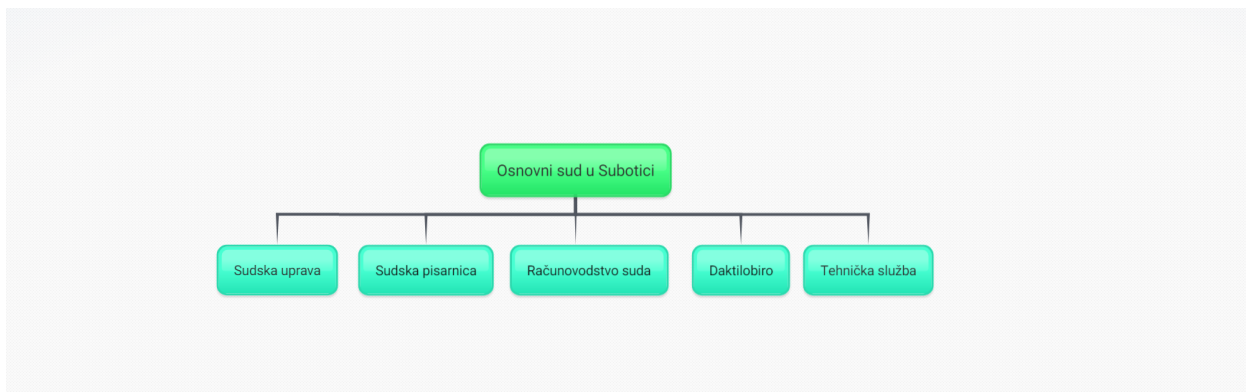 Osnovni sud u Subotici
Sudska uprava
Sudska pisarnica
Računovodstvo suda
Daktilobiro
Tehnička služba